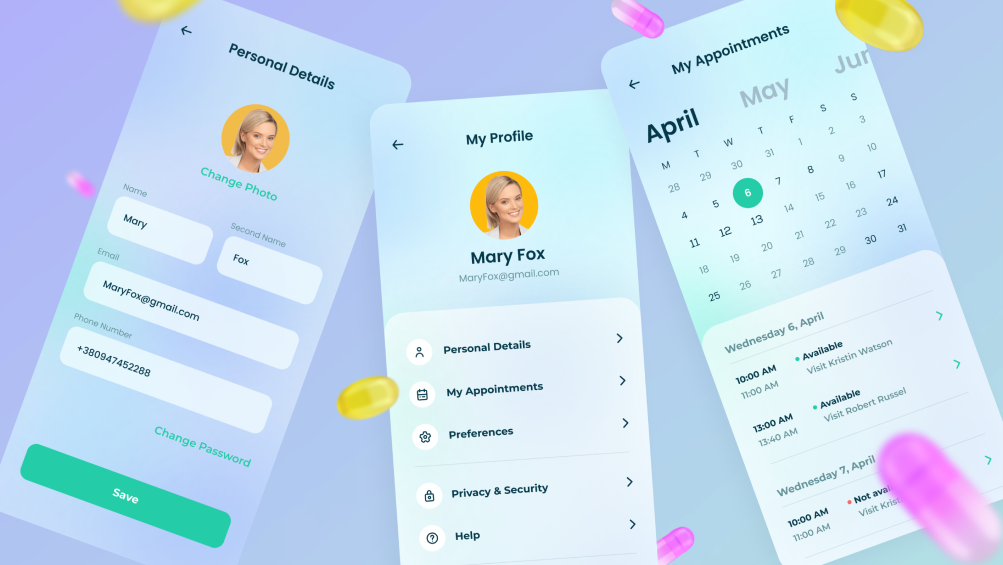 Personal Details
Change Photo
Name
Mary
Second Name
Fox
Email
MaryFox@gmail.com
Phone Number
+380947452288
Change Password
Save
My Profile
Mary Fox
MaryFox@gmail.com
Personal Details
My Appointments
Preferences
Privacy & Security
Help
My Appointments
April May Jun
M T W T F S S
28 29 30 31 1 2 3
4 5 6 7 8 9 10
11 12 13 14 15 16 17
18 19 20 21 22 23 24
25 26 27 28 29 30 31
Wednesday 6, April
10:00 AM Available
11:00 AM Visit Kristin Watson
13:00 AM Available
13:40 AM Visit Robert Russel
Wednesday 7, April
10:00 AM Not avai
11:00 AM Visit Kris